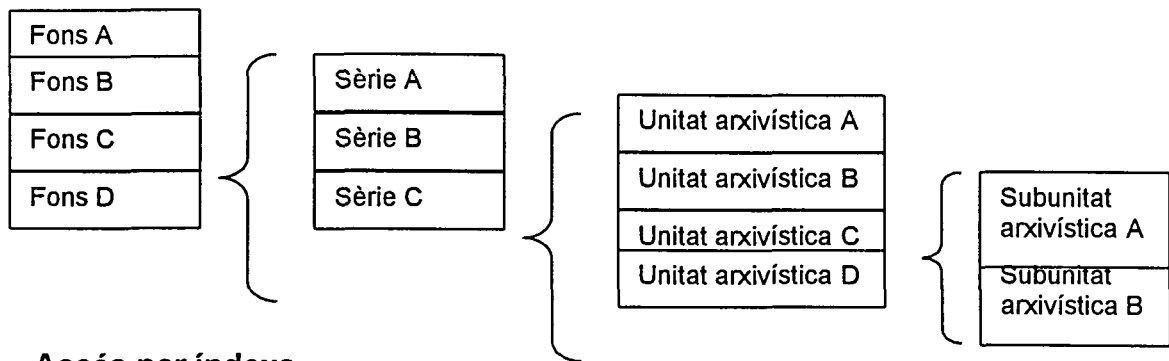 Fons A
Fons B
Fons C
Fons D
Sèrie A
Sèrie B
Sèrie C
Unitat arxivística A
Unitat arxivística B
Unitat arxivística C
Unitat arxivística D
Subunitat
arxivística A
Subunitat
arxivística B